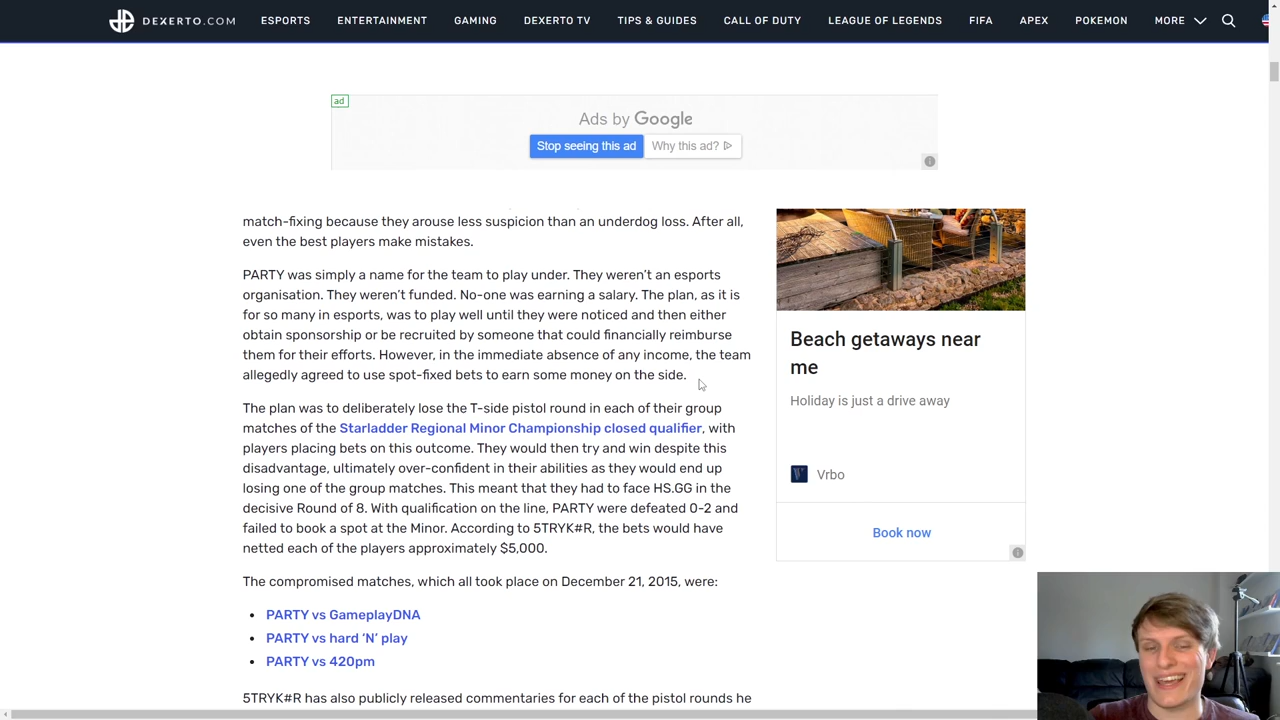 DEXERTO.COM ESPORTS ENTERTAINMENT GAMING DEXERTO TV TIPS & GUIDES CALL OF DUTY LEAGUE OF LEGENDS FIFA APEX POKEMON MORE
ad
Ads by Google
Stop seeing this ad Why this ad?
match-fixing because they arouse less suspicion than an underdog loss. After all,
even the best players make mistakes.
PARTY was simply a name for the team to play under. They weren't an esports
organisation. They weren't funded. No-one was earning a salary. The plan, as it is
for so many in esports, was to play well until they were noticed and then either
obtain sponsorship or be recruited by someone that could financially reimburse
them for their efforts. However, in the immediate absence of any income, the team
allegedly agreed to use spot-fixed bets to earn some money on the side.
The plan was to deliberately lose the T-side pistol round in each of their group
matches of the Starladder Regional Minor Championship closed qualifier, with
players placing bets on this outcome. They would then try and win despite this
disadvantage, ultimately over-confident in their abilities as they would end up
losing one of the group matches. This meant that they had to face HS.GG in the
decisive Round of 8. With qualification on the line, PARTY were defeated 0-2 and
failed to book a spot at the Minor. According to 5TRYK#R, the bets would have
netted each of the players approximately $5,000.
The compromised matches, which all took place on December 21, 2015, were:
• PARTY vs GameplayDNA
• PARTY vs hard 'N' play
• PARTY vs 420pm
5TRYK#R has also publicly released commentaries for each of the pistol rounds he
Beach getaways near
me
Holiday is just a drive away
Vrbo
Book now